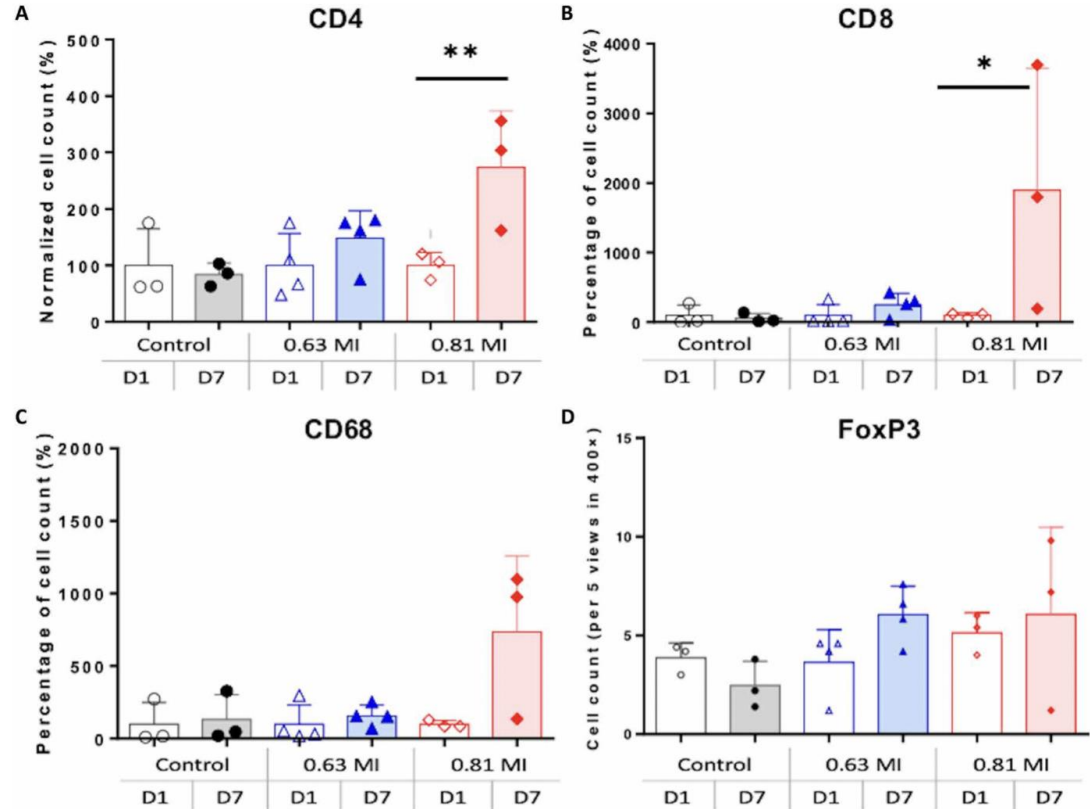 A
CD4
Normalized cell count (%)
500
400
300
200
100
0
**
Control
0.63 MI
0.81 MI
D1
D7
D1
D7
D1
D7
B
CD8
Percentage of cell count (%)
4000
3000
2000
1000
0
*
Control
0.63 MI
0.81 MI
D1
D7
D1
D7
D1
D7
C
CD68
Percentage of cell count (%)
2000
1500
1000
500
0
Control
0.63 MI
0.81 MI
D1
D7
D1
D7
D1
D7
D
FoxP3
Cell count (per 5 views in 400×)
15
10
5
0
Control
0.63 MI
0.81 MI
D1
D7
D1
D7
D1
D7